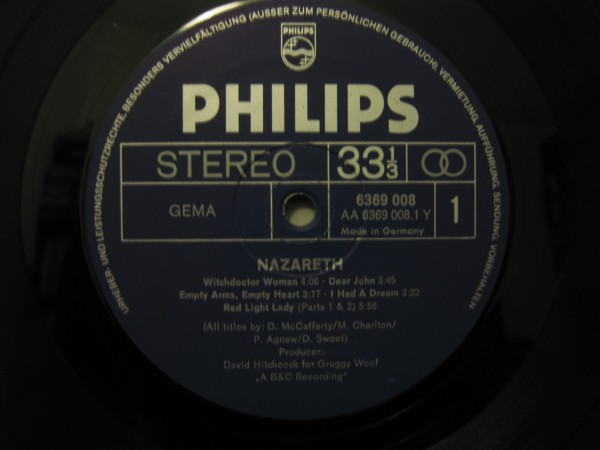 URHEBER- UND LEISTUNGSSCHUTZRECHTE, BESONDERS VERVIELFÄLTIGUNG (AUSSER ZUM PERSÖNLICHEN GEBRAUCH), VERMIETUNG, AUFFÜHRUNG, SENDUNG, VORBEHALTEN
PHILIPS
PHILIPS
STEREO 33 1/3
GEMA
6369 008
AA 6369 008.1 Y
Made in Germany
1
NAZARETH
Witchdoctor Woman 4:06 · Dear John 3:45
Empty Arms, Empty Heart 3:17 · I Had A Dream 3:22
Red Light Lady (Parts 1 & 2) 5:56
(All titles by: D. McCafferty/M. Charlton/
P. Agnew/D. Sweet)
Producer:
David Hitchcock for Gruggy Woof
„A B&C Recording"